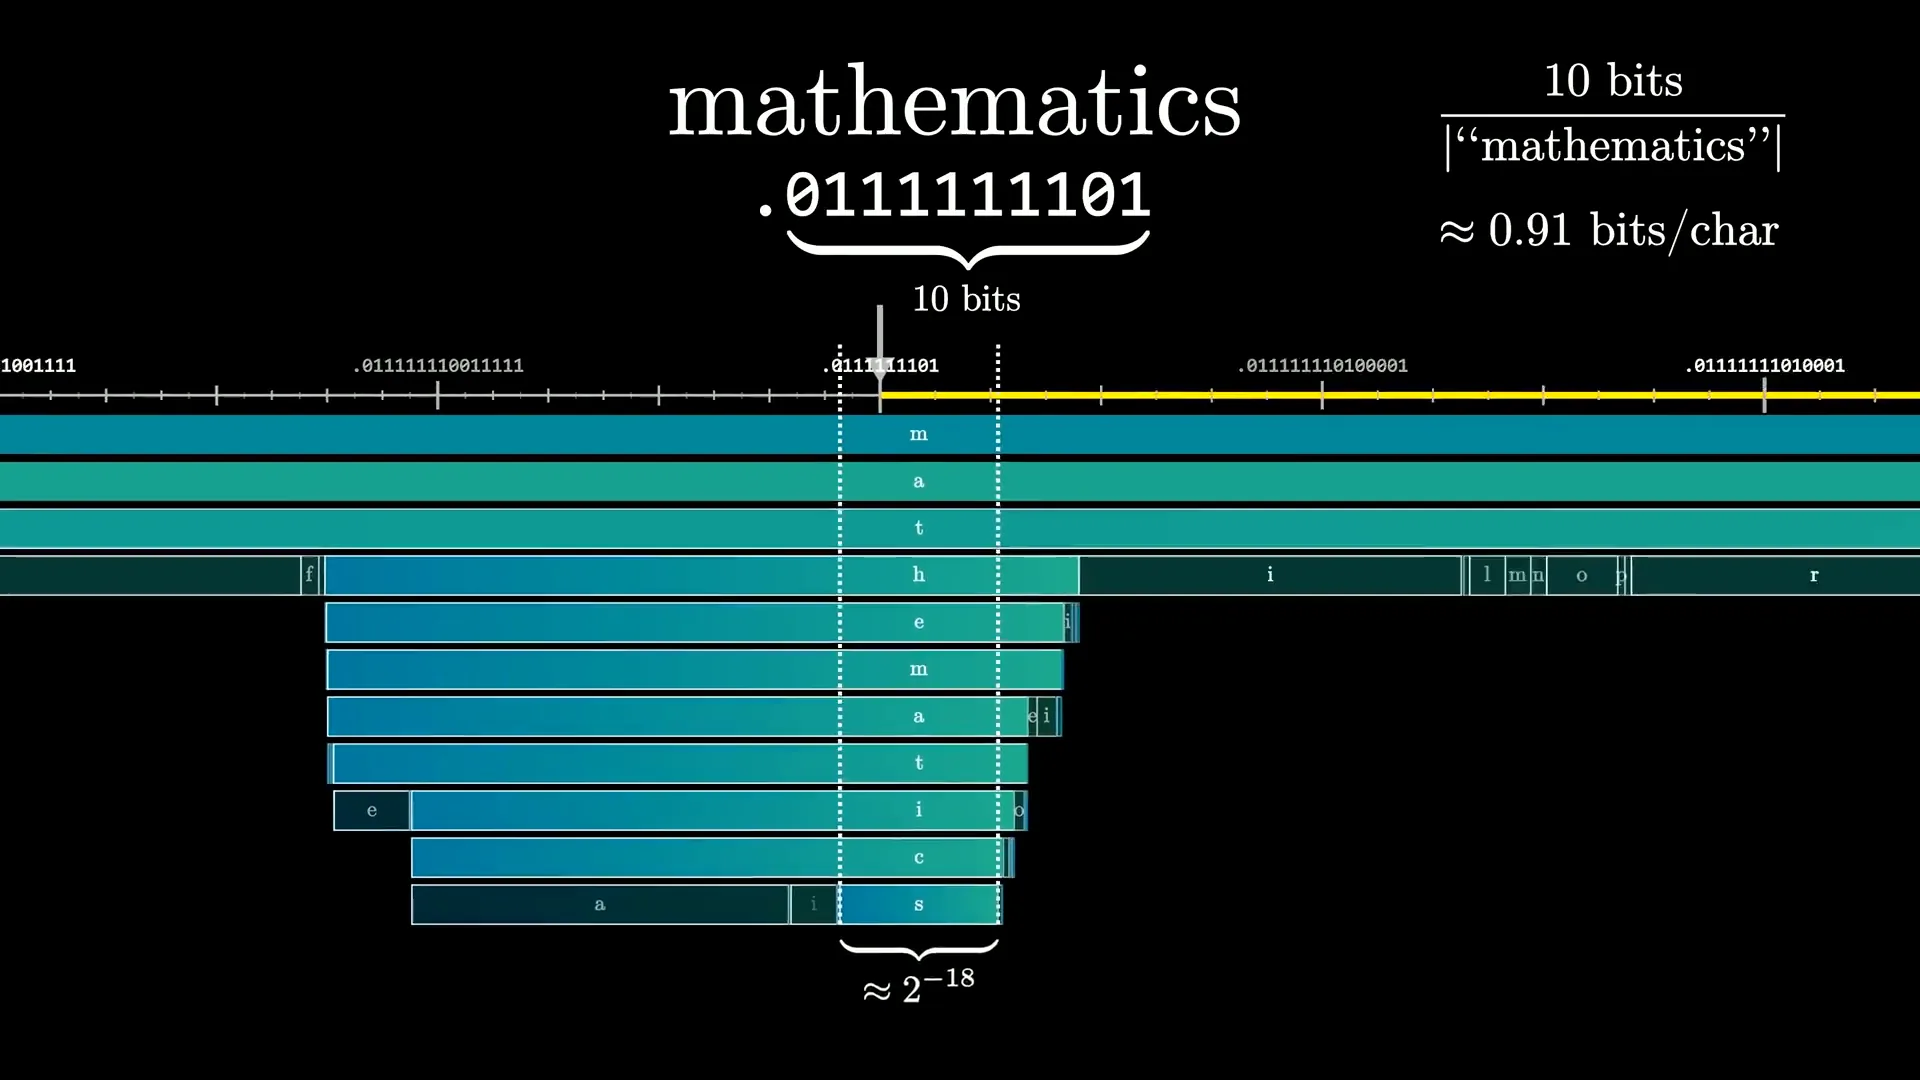 mathematics
.0111111101
10 bits
10 bits
|“mathematics”|
≈ 0.91 bits/char
1001111
.011111110011111
.0111111101
.011111110100001
.01111111010001
m
a
t
f h i l m n o p r
e i
m
a e i
t
e i o
c
a i s
≈ 2⁻¹⁸